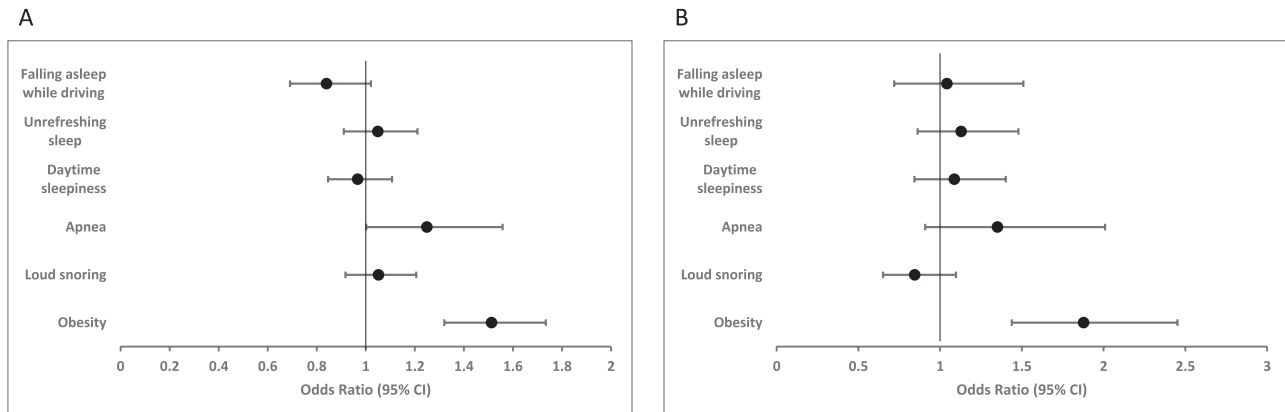 A
Falling asleep
while driving
Unrefreshing
sleep
Daytime
sleepiness
Apnea
Loud snoring
Obesity
0 0.2 0.4 0.6 0.8 1 1.2 1.4 1.6 1.8 2
Odds Ratio (95% CI)
B
Falling asleep
while driving
Unrefreshing
sleep
Daytime
sleepiness
Apnea
Loud snoring
Obesity
0 0.5 1 1.5 2 2.5 3
Odds Ratio (95% CI)